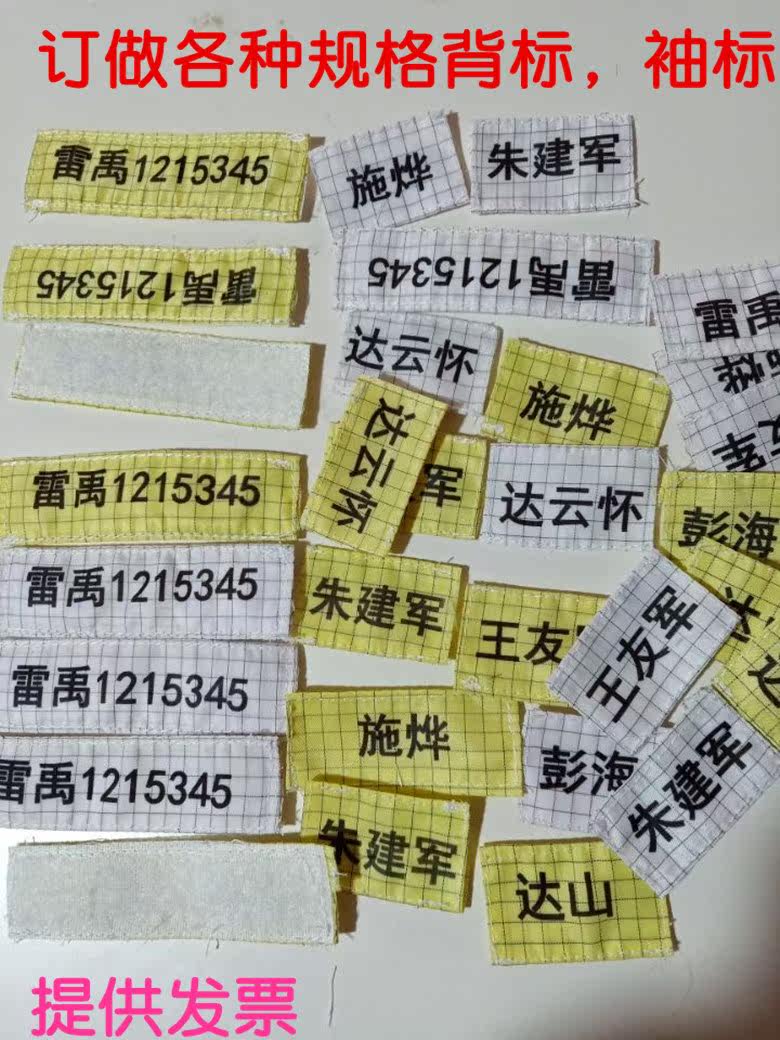 订做各种规格背标，袖标
雷禹1215345
施烨
朱建军
雷禹1215345
雷禹1215345
雷禹
施烨
达云怀
施烨
军
达云怀
军
雷禹1215345
达云怀
彭海
雷禹1215345
朱建军
王友
王友军
达
雷禹1215345
施烨
彭海
朱建军
雷禹1215345
朱建军
达山
提供发票